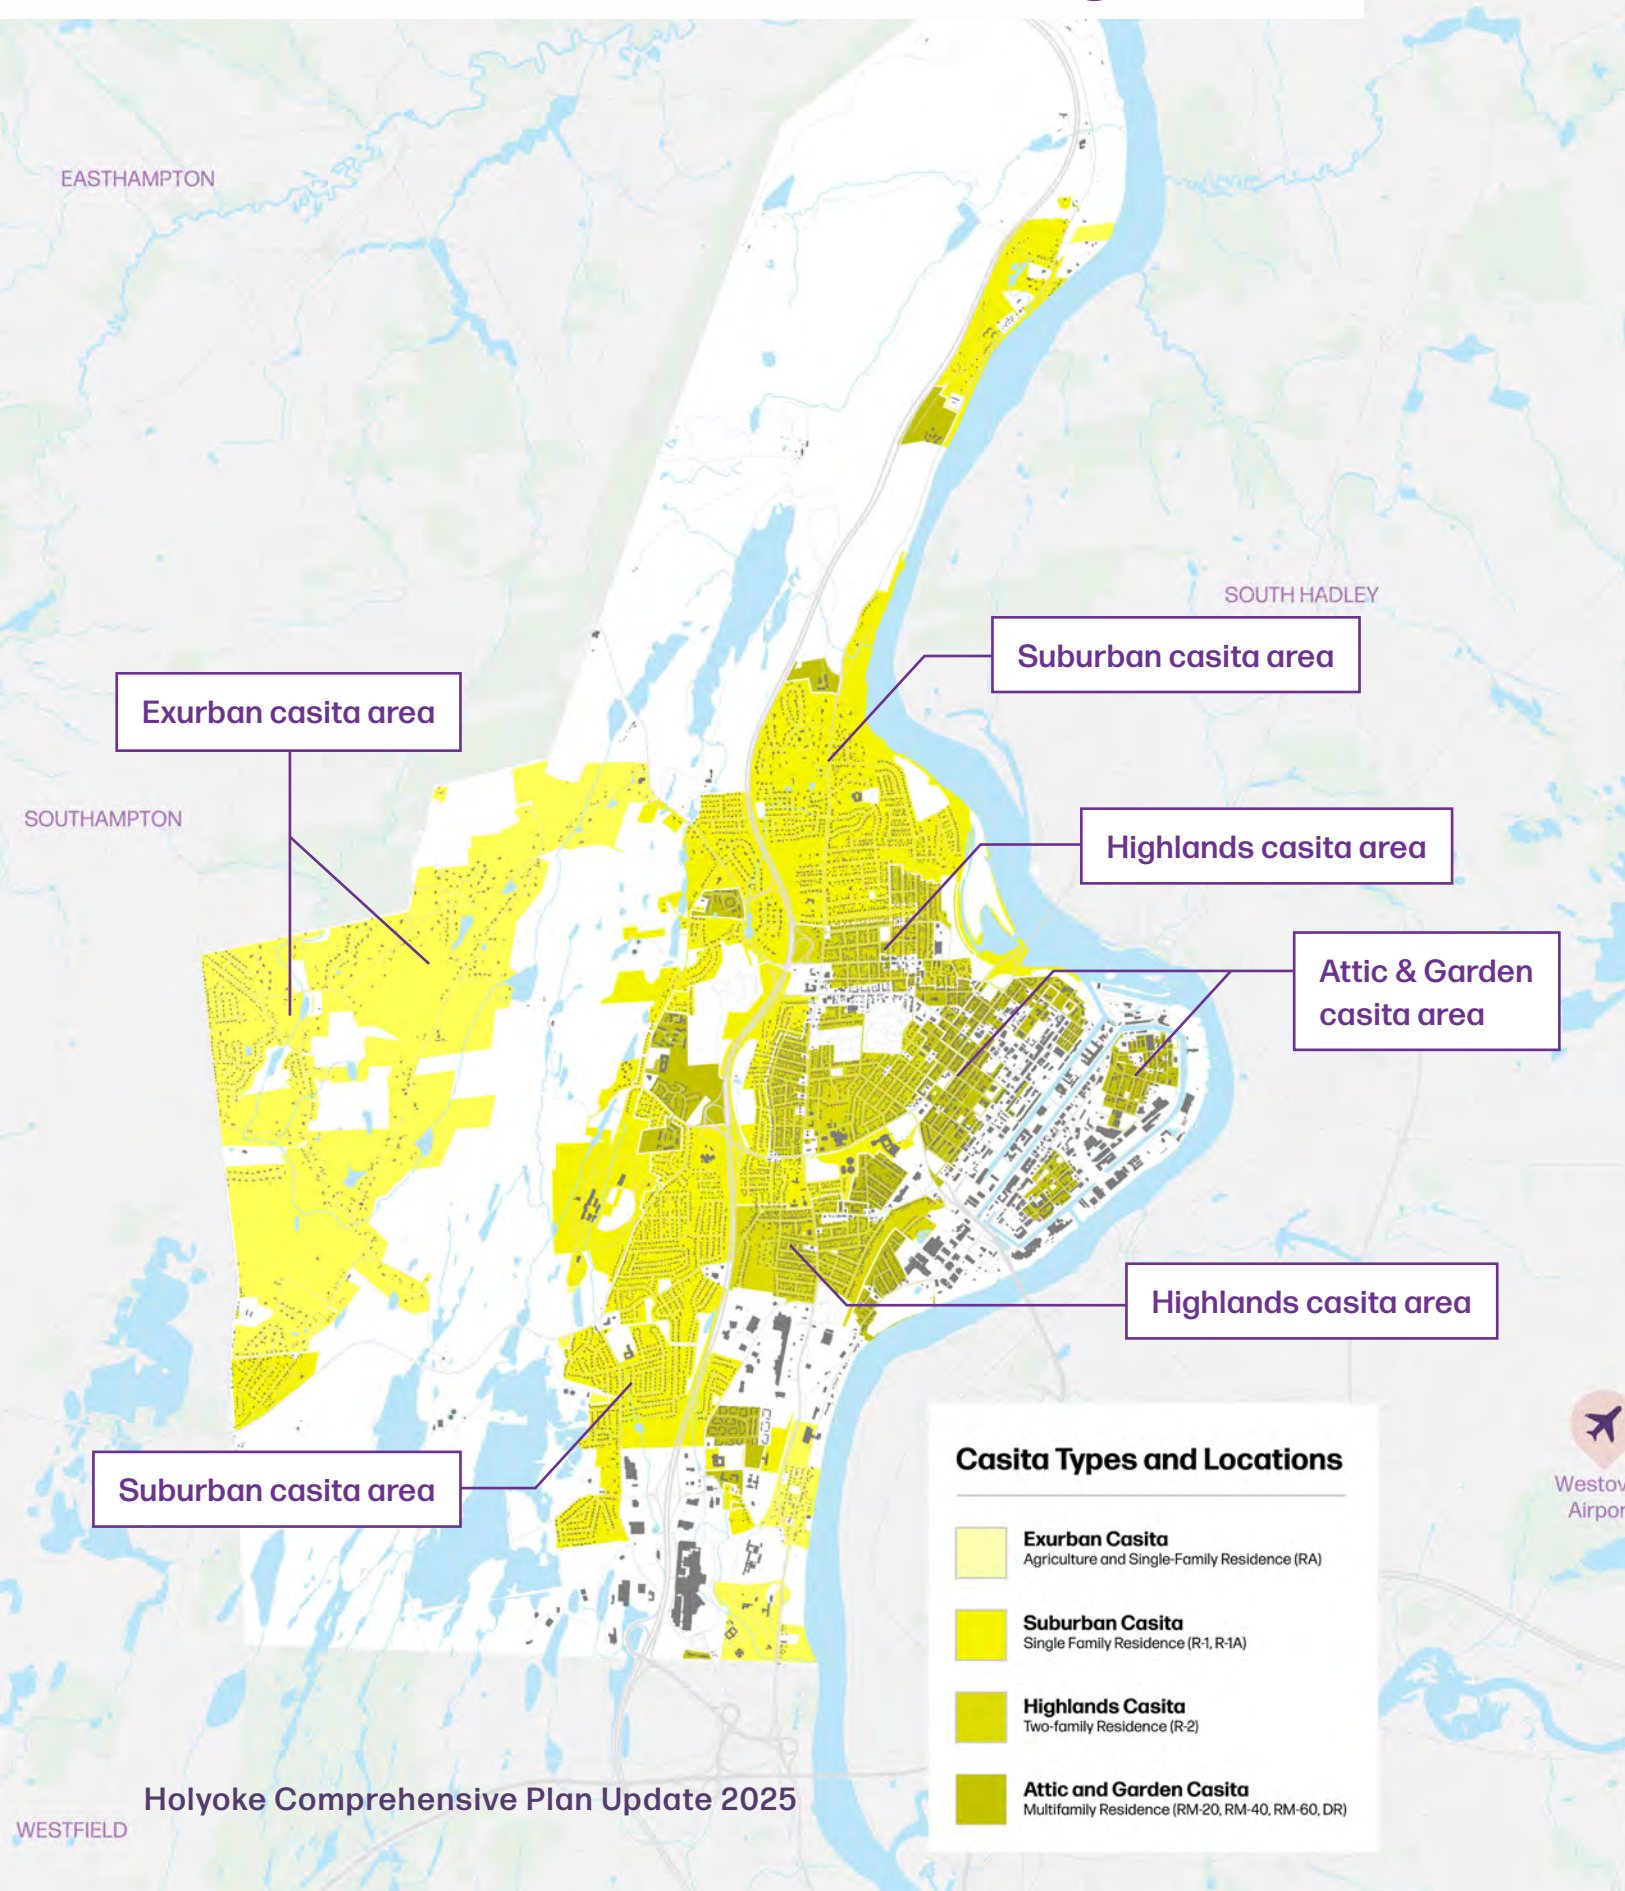 EASTHAMPTON
SOUTH HADLEY
Suburban casita area
Exurban casita area
SOUTHAMPTON
Highlands casita area
Attic & Garden
casita area
Highlands casita area
Suburban casita area
Casita Types and Locations
Exurban Casita
Agriculture and Single-Family Residence (RA)
Suburban Casita
Single Family Residence (R-1, R-1A)
Highlands Casita
Two-family Residence (R-2)
Attic and Garden Casita
Multifamily Residence (RM-20, RM-40, RM-60, DR)
Holyoke Comprehensive Plan Update 2025
WESTFIELD